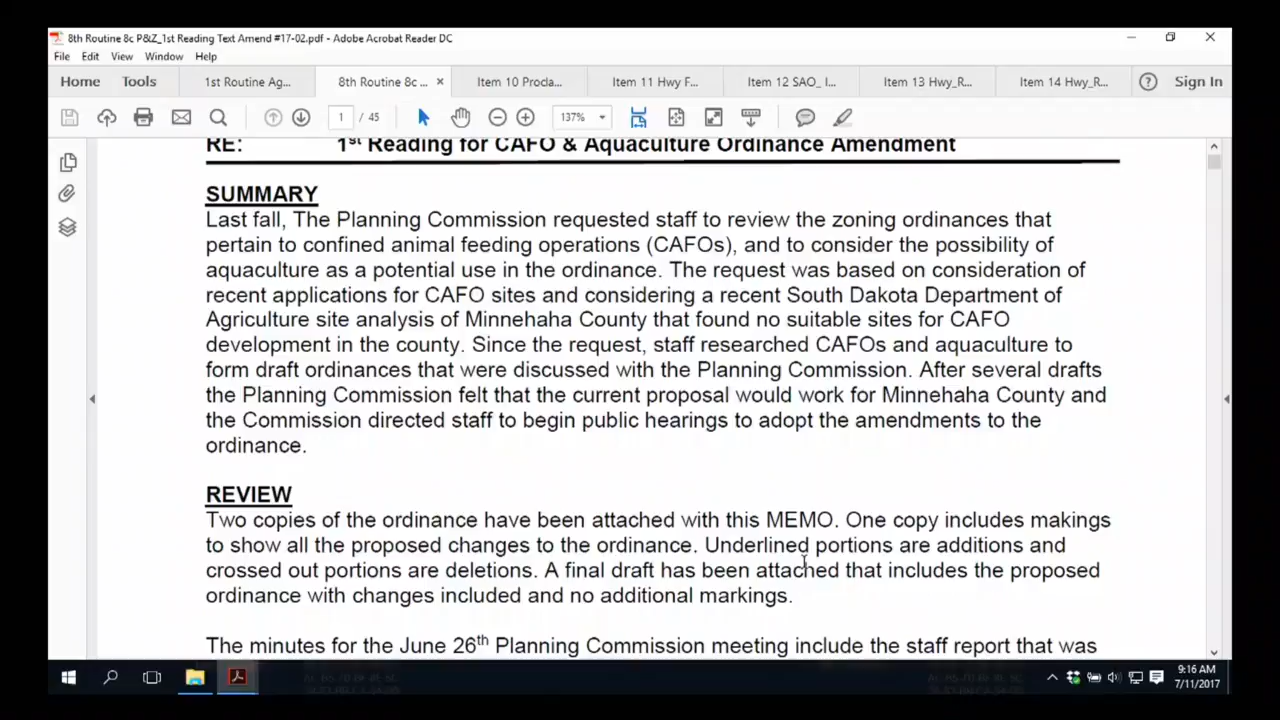 8th Routine 8c P&Z_1st Reading Text Amend #17-02.pdf - Adobe Acrobat Reader DC
File Edit View Window Help
Home Tools 1st Routine Ag... 8th Routine 8c ... × Item 10 Procla... Item 11 Hwy F... Item 12 SAO_ I... Item 13 Hwy_R... Item 14 Hwy_R... Sign In
1 / 45 137%
RE: 1st Reading for CAFO & Aquaculture Ordinance Amendment
SUMMARY
Last fall, The Planning Commission requested staff to review the zoning ordinances that
pertain to confined animal feeding operations (CAFOs), and to consider the possibility of
aquaculture as a potential use in the ordinance. The request was based on consideration of
recent applications for CAFO sites and considering a recent South Dakota Department of
Agriculture site analysis of Minnehaha County that found no suitable sites for CAFO
development in the county. Since the request, staff researched CAFOs and aquaculture to
form draft ordinances that were discussed with the Planning Commission. After several drafts
the Planning Commission felt that the current proposal would work for Minnehaha County and
the Commission directed staff to begin public hearings to adopt the amendments to the
ordinance.
REVIEW
Two copies of the ordinance have been attached with this MEMO. One copy includes makings
to show all the proposed changes to the ordinance. Underlined portions are additions and
crossed out portions are deletions. A final draft has been attached that includes the proposed
ordinance with changes included and no additional markings.
The minutes for the June 26th Planning Commission meeting include the staff report that was
9:16 AM
7/11/2017